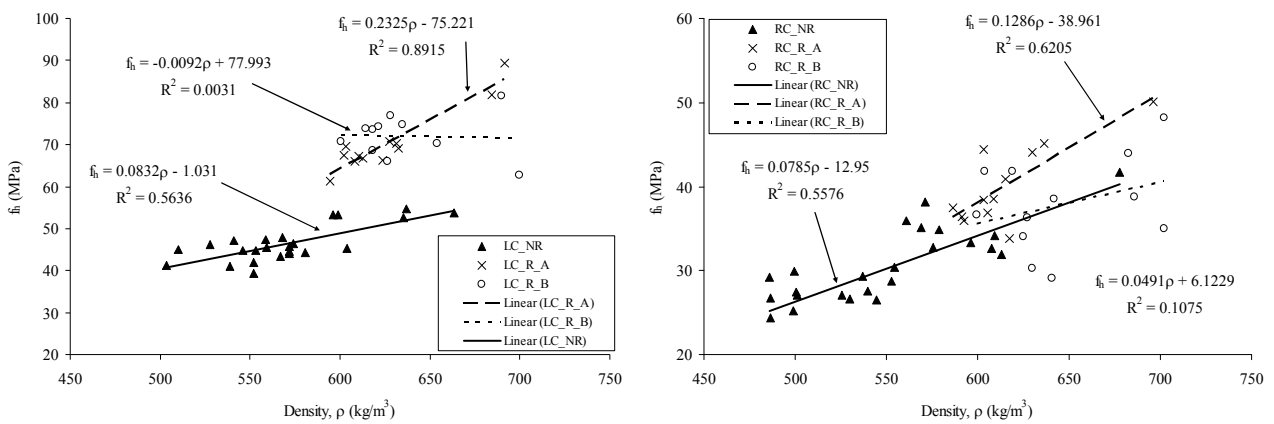 100
90
80
70
60
50
40
30
20
450
500
550
600
650
700
750
fh (MPa)
Density, ρ (kg/m³)
fh = 0.2325ρ - 75.221
R² = 0.8915
fh = -0.0092ρ + 77.993
R² = 0.0031
fh = 0.0832ρ - 1.031
R² = 0.5636
LC_NR
LC_R_A
LC_R_B
Linear (LC_R_A)
Linear (LC_R_B)
Linear (LC_NR)
60
50
40
30
20
450
500
550
600
650
700
750
fh (MPa)
Density, ρ (kg/m³)
RC_NR
RC_R_A
RC_R_B
Linear (RC_NR)
Linear (RC_R_A)
Linear (RC_R_B)
fh = 0.1286ρ - 38.961
R² = 0.6205
fh = 0.0785ρ - 12.95
R² = 0.5576
fh = 0.0491ρ + 6.1229
R² = 0.1075